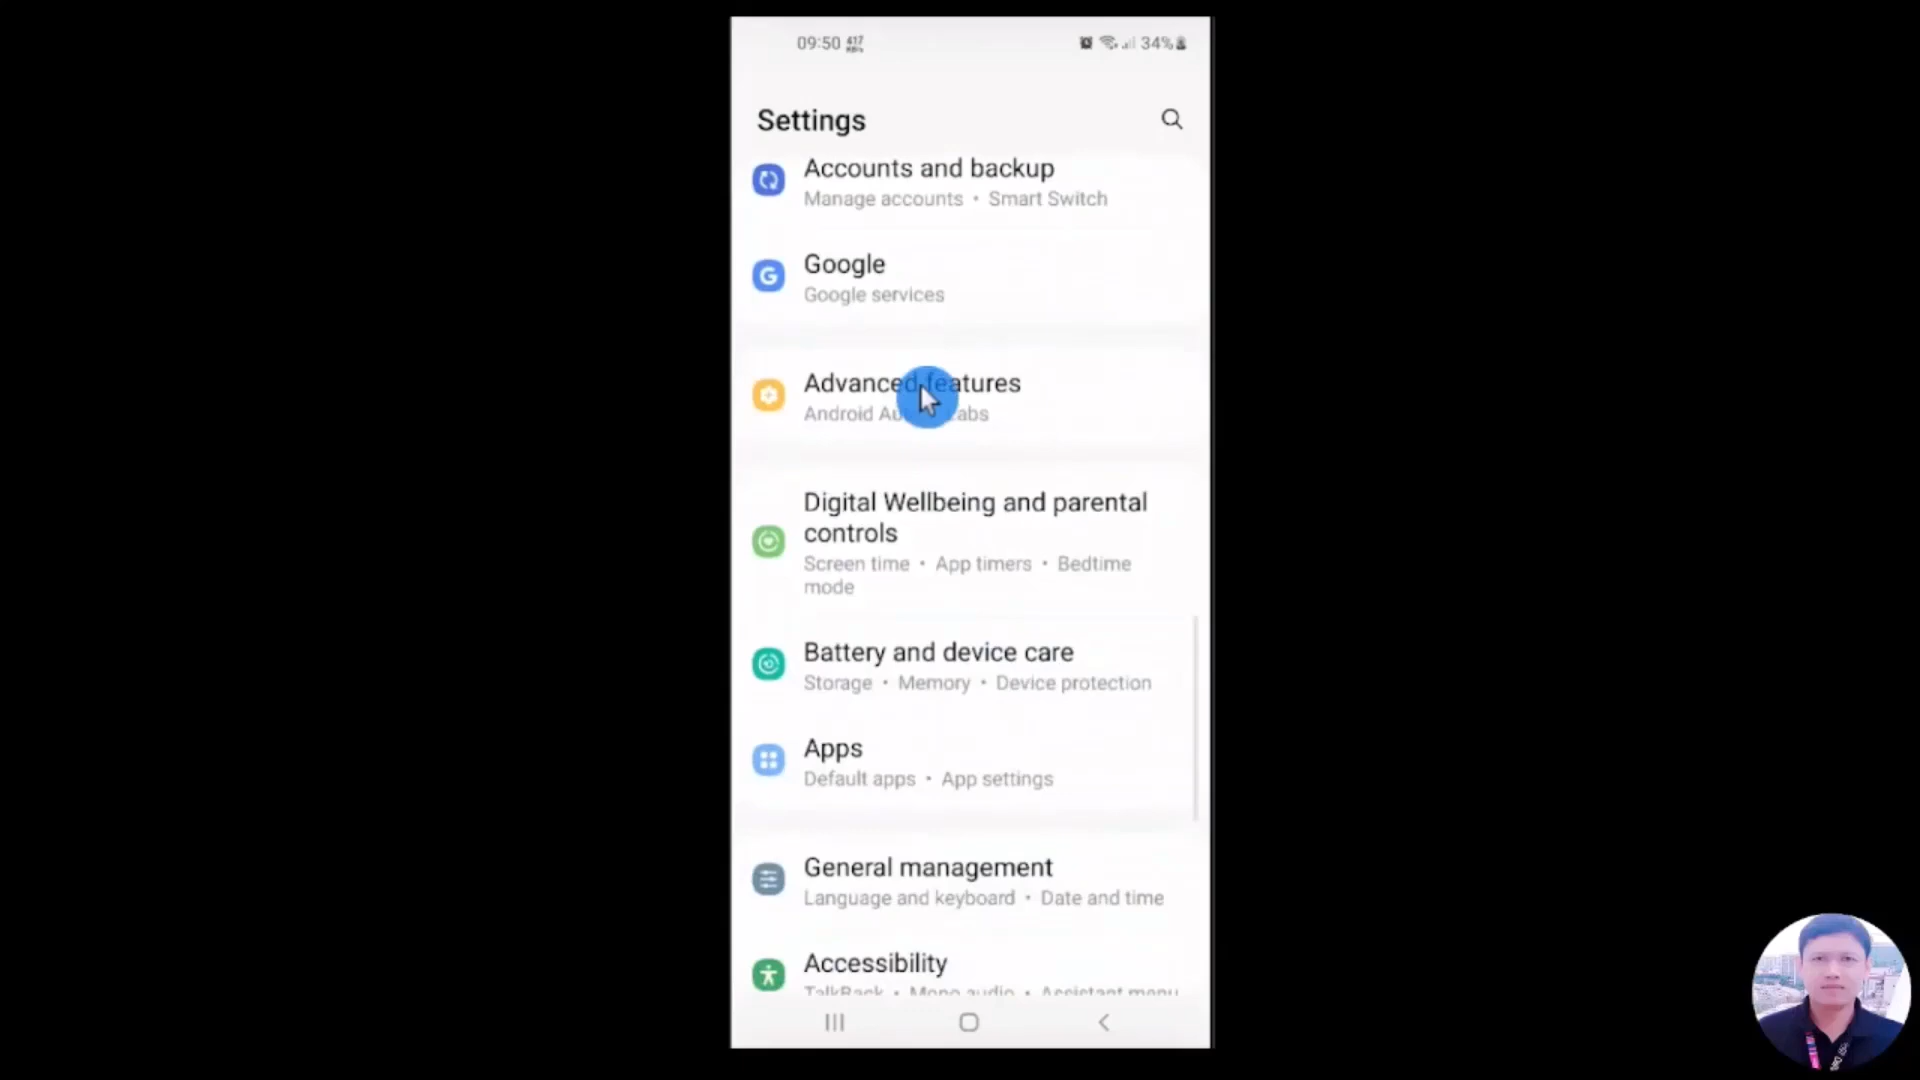 09:50 417 KB/s 34%
Settings
Accounts and backup
Manage accounts • Smart Switch
Google
Google services
Advanced features
Android Au abs
Digital Wellbeing and parental
controls
Screen time • App timers • Bedtime
mode
Battery and device care
Storage • Memory • Device protection
Apps
Default apps • App settings
General management
Language and keyboard • Date and time
Accessibility
TalkBack • Mono audio • Assistant menu